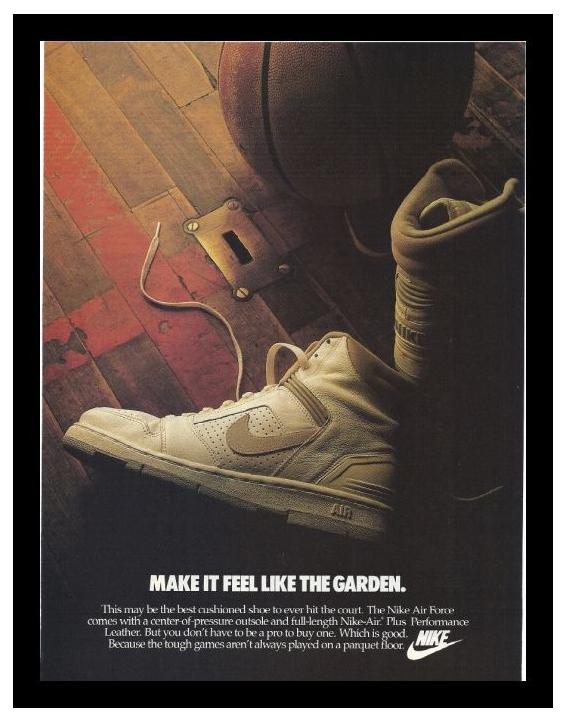 AIR
MAKE IT FEEL LIKE THE GARDEN.
This may be the best cushioned shoe to ever hit the court. The Nike Air Force
comes with a center-of-pressure outsole and full-length Nike-Air.® Plus Performance
Leather. But you don't have to be a pro to buy one. Which is good.
Because the tough games aren't always played on a parquet floor.
NIKE